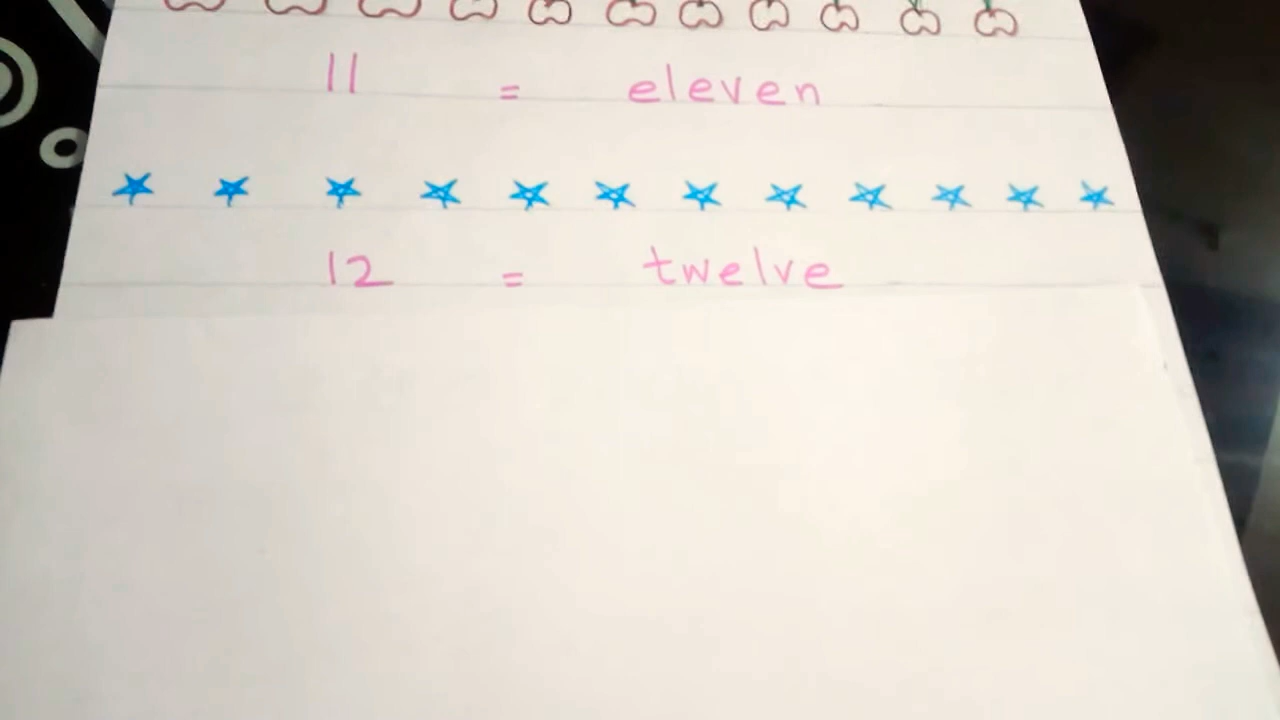 11 = eleven
12 = twelve